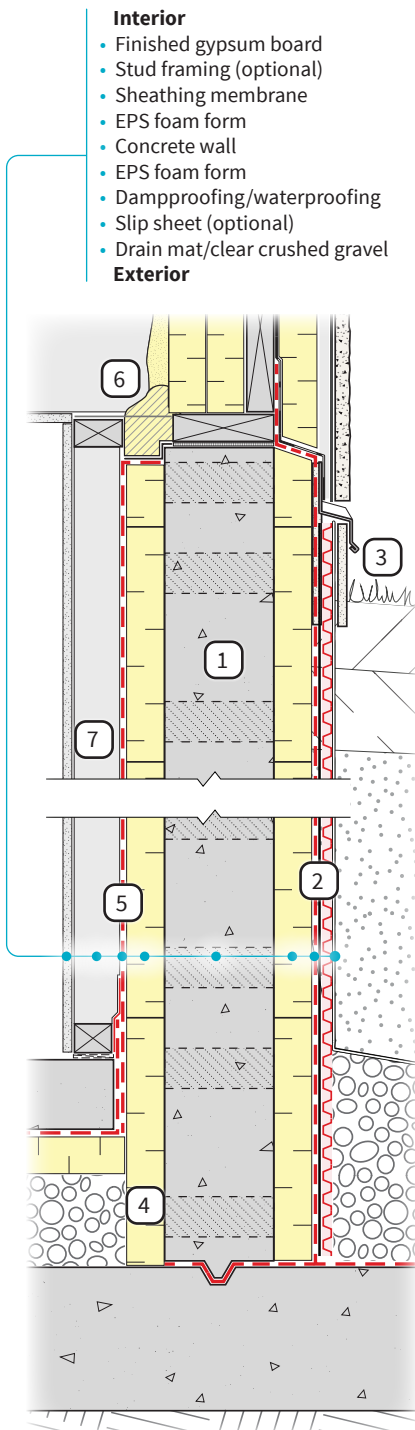 Interior
• Finished gypsum board
• Stud framing (optional)
• Sheathing membrane
• EPS foam form
• Concrete wall
• EPS foam form
• Dampproofing/waterproofing
• Slip sheet (optional)
• Drain mat/clear crushed gravel
Exterior
6
3
1
7
2
5
4